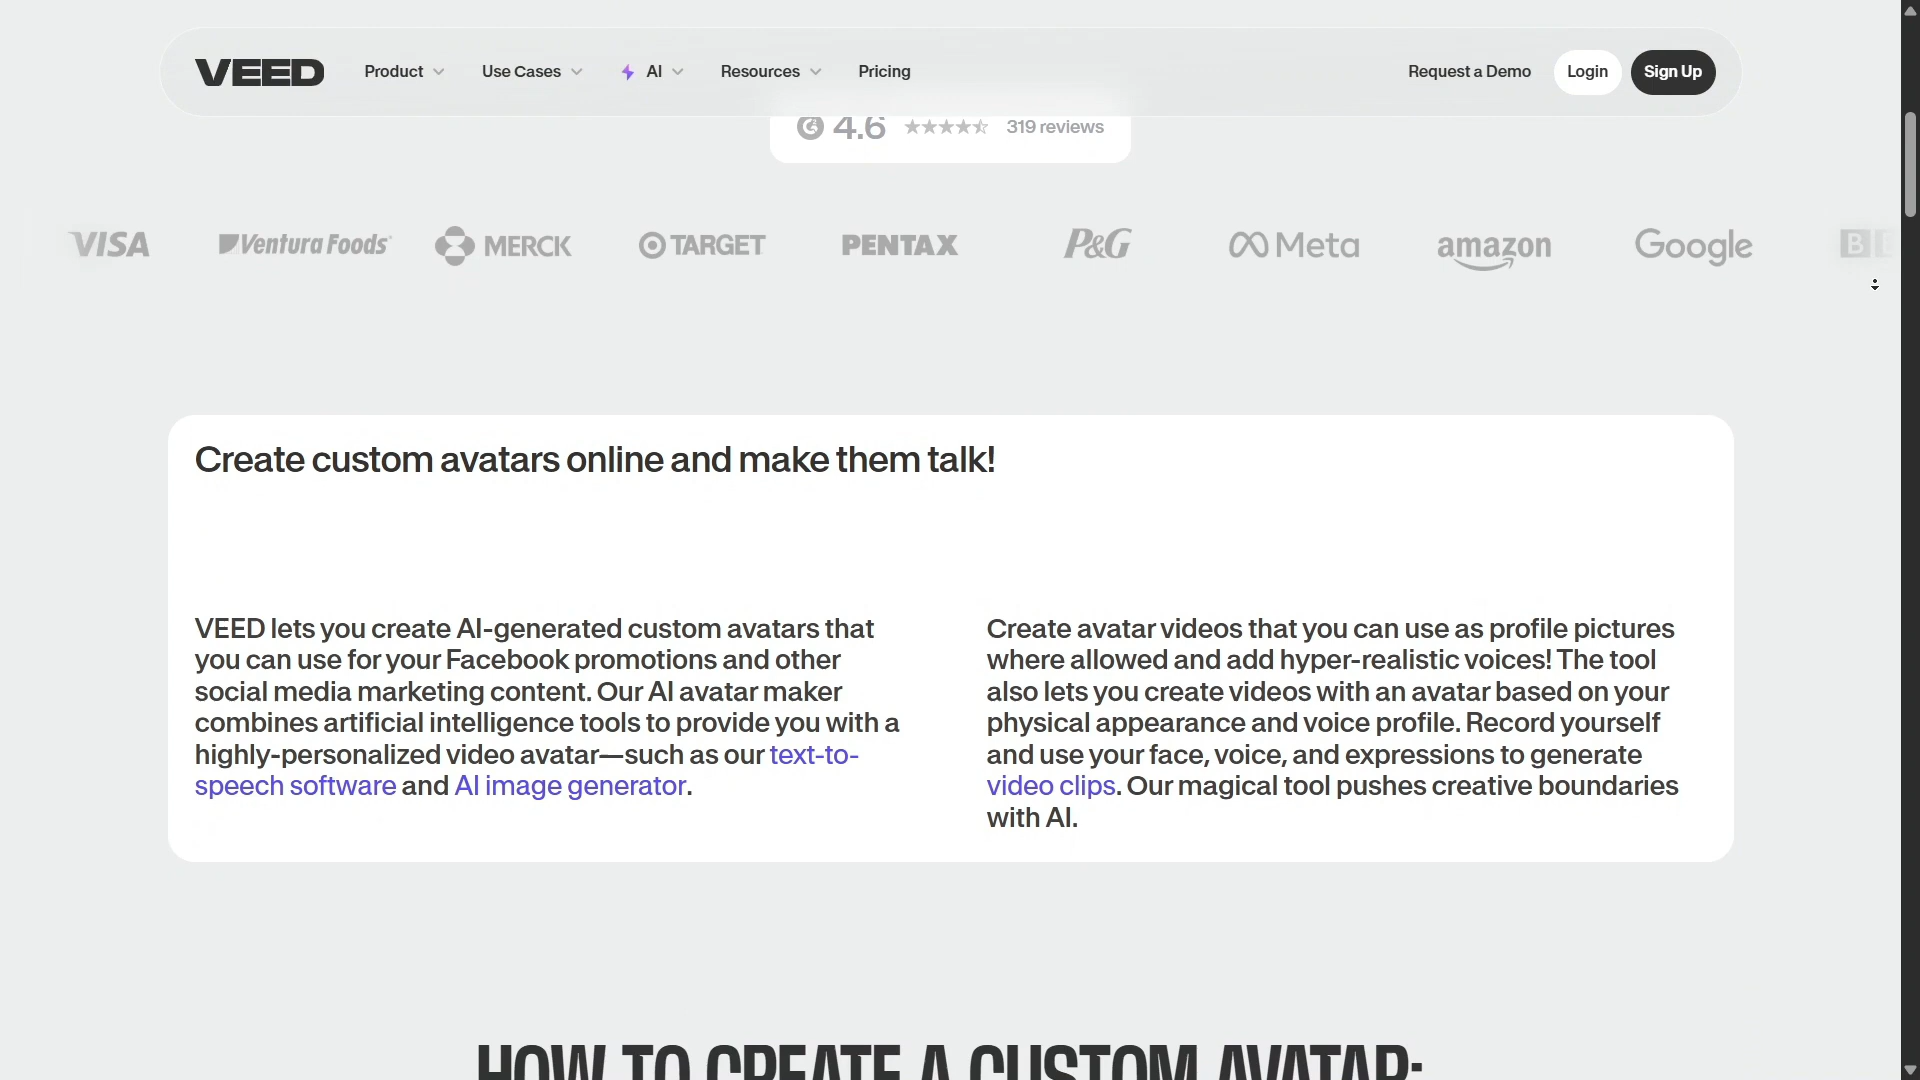 VEED Product Use Cases AI Resources Pricing Request a Demo Login Sign Up
4.6 319 reviews
VISA Ventura Foods MERCK TARGET PENTAX P&G Meta amazon Google B
Create custom avatars online and make them talk!
VEED lets you create AI-generated custom avatars that
you can use for your Facebook promotions and other
social media marketing content. Our AI avatar maker
combines artificial intelligence tools to provide you with a
highly-personalized video avatar—such as our text-to-
speech software and AI image generator.
Create avatar videos that you can use as profile pictures
where allowed and add hyper-realistic voices! The tool
also lets you create videos with an avatar based on your
physical appearance and voice profile. Record yourself
and use your face, voice, and expressions to generate
video clips. Our magical tool pushes creative boundaries
with AI.
HOW TO CREATE A CUSTOM AVATAR: